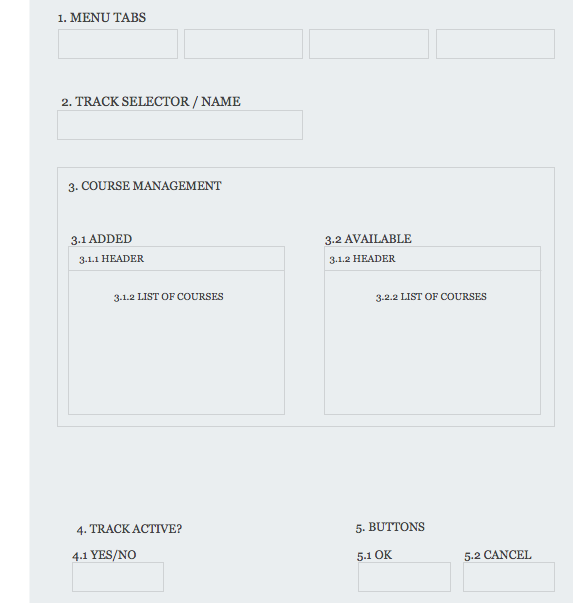 1. MENU TABS
2. TRACK SELECTOR / NAME
3. COURSE MANAGEMENT
3.1 ADDED
3.2 AVAILABLE
3.1.1 HEADER
3.1.2 HEADER
3.1.2 LIST OF COURSES
3.2.2 LIST OF COURSES
4. TRACK ACTIVE?
5. BUTTONS
4.1 YES/NO
5.1 OK
5.2 CANCEL